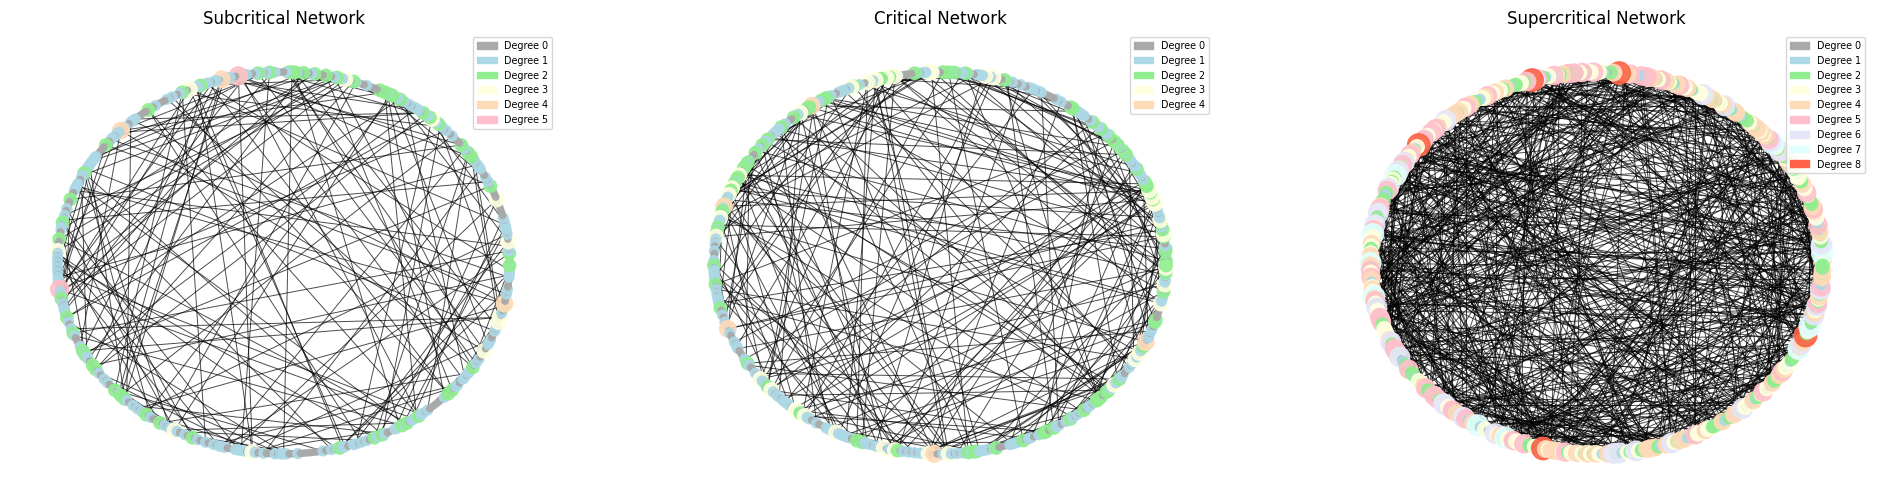 Subcritical Network
Degree 0
Degree 1
Degree 2
Degree 3
Degree 4
Degree 5
Critical Network
Degree 0
Degree 1
Degree 2
Degree 3
Degree 4
Supercritical Network
Degree 0
Degree 1
Degree 2
Degree 3
Degree 4
Degree 5
Degree 6
Degree 7
Degree 8